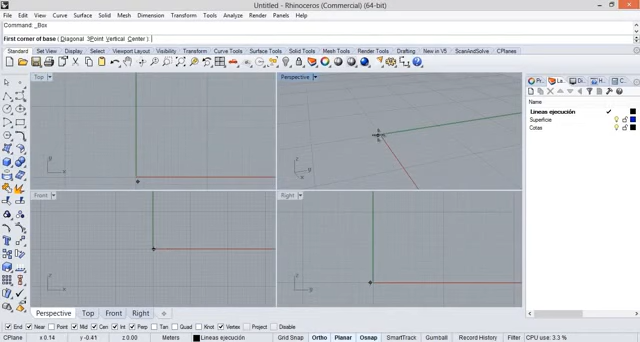 Untitled - Rhinoceros (Commercial) (64-bit)
File Edit View Curve Surface Solid Mesh Dimension Transform Tools Analyze Render Panels Help
Command: _Box
First corner of base ( Diagonal 3Point Vertical Center ):
Standard CPlanes Set View Display Select Viewport Layout Visibility Transform Curve Tools Surface Tools Solid Tools Mesh Tools Render Tools Drafting New in V5 ScanAndSolve CPlanes
Top
Perspective
Front
Right
Name
Lineas ejecución
Superficie
Cotas
Perspective Top Front Right
End Near Point Mid Cen Int Perp Tan Quad Knot Vertex Project Disable
CPlane x 0.14 y -0.41 z 0.00 Meters Lineas ejecución Grid Snap Ortho Planar Osnap SmartTrack Gumball Record History Filter CPU use: 3.3 %